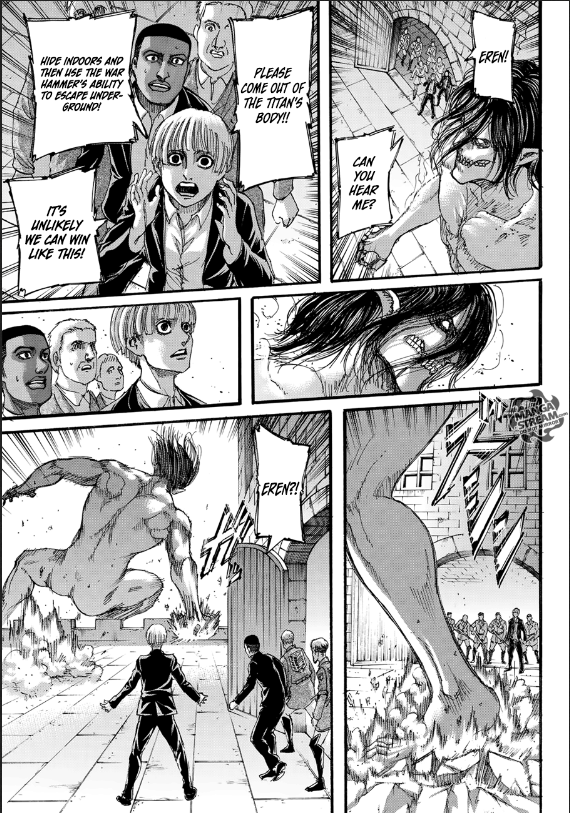 EREN!
CAN
YOU
HEAR
ME?
PLEASE
COME OUT OF
THE TITAN'S
BODY!!
HIDE INDOORS AND
THEN USE THE WAR
HAMMER'S ABILITY
TO ESCAPE UNDER-
GROUND!
IT'S
UNLIKELY
WE CAN WIN
LIKE THIS!
MANGA
STREAM
EREN?!